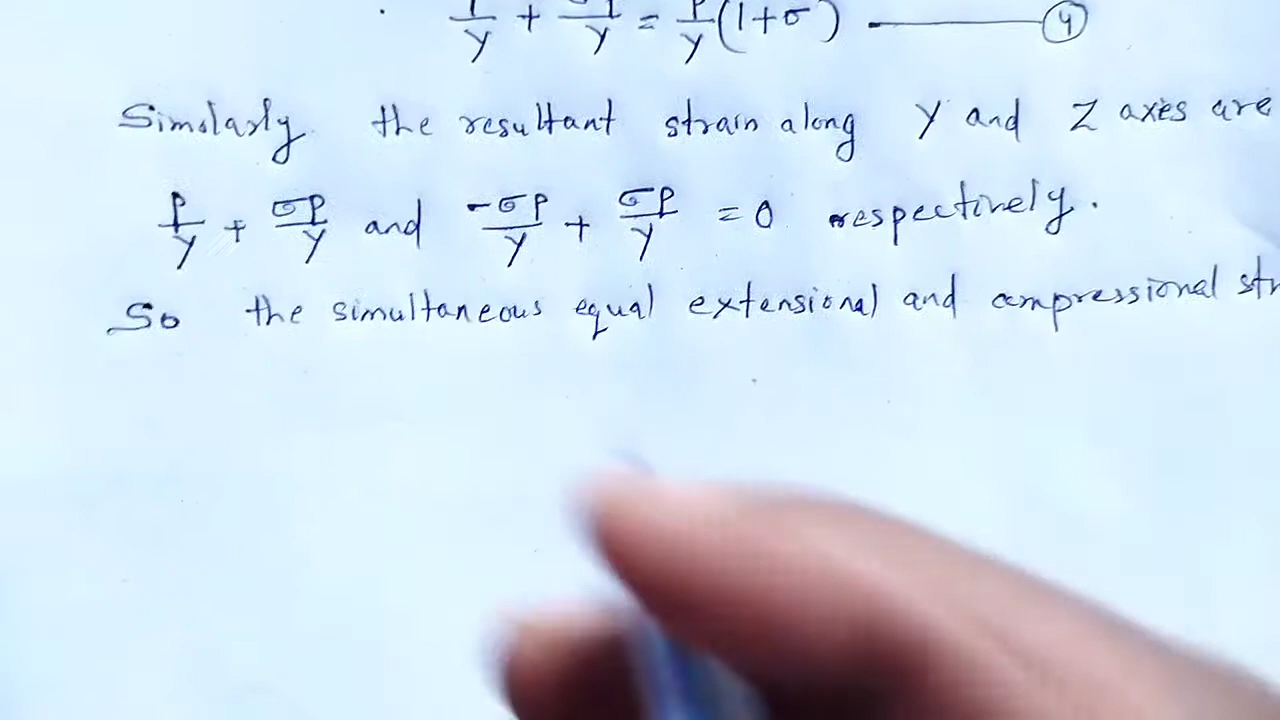 P/Y + σP/Y = P/Y (1+σ) ——— 4
Similarly the resultant strain along Y and Z axes are
P/Y + σP/Y and -σP/Y + σP/Y = 0 respectively.
So the simultaneous equal extensional and compressional